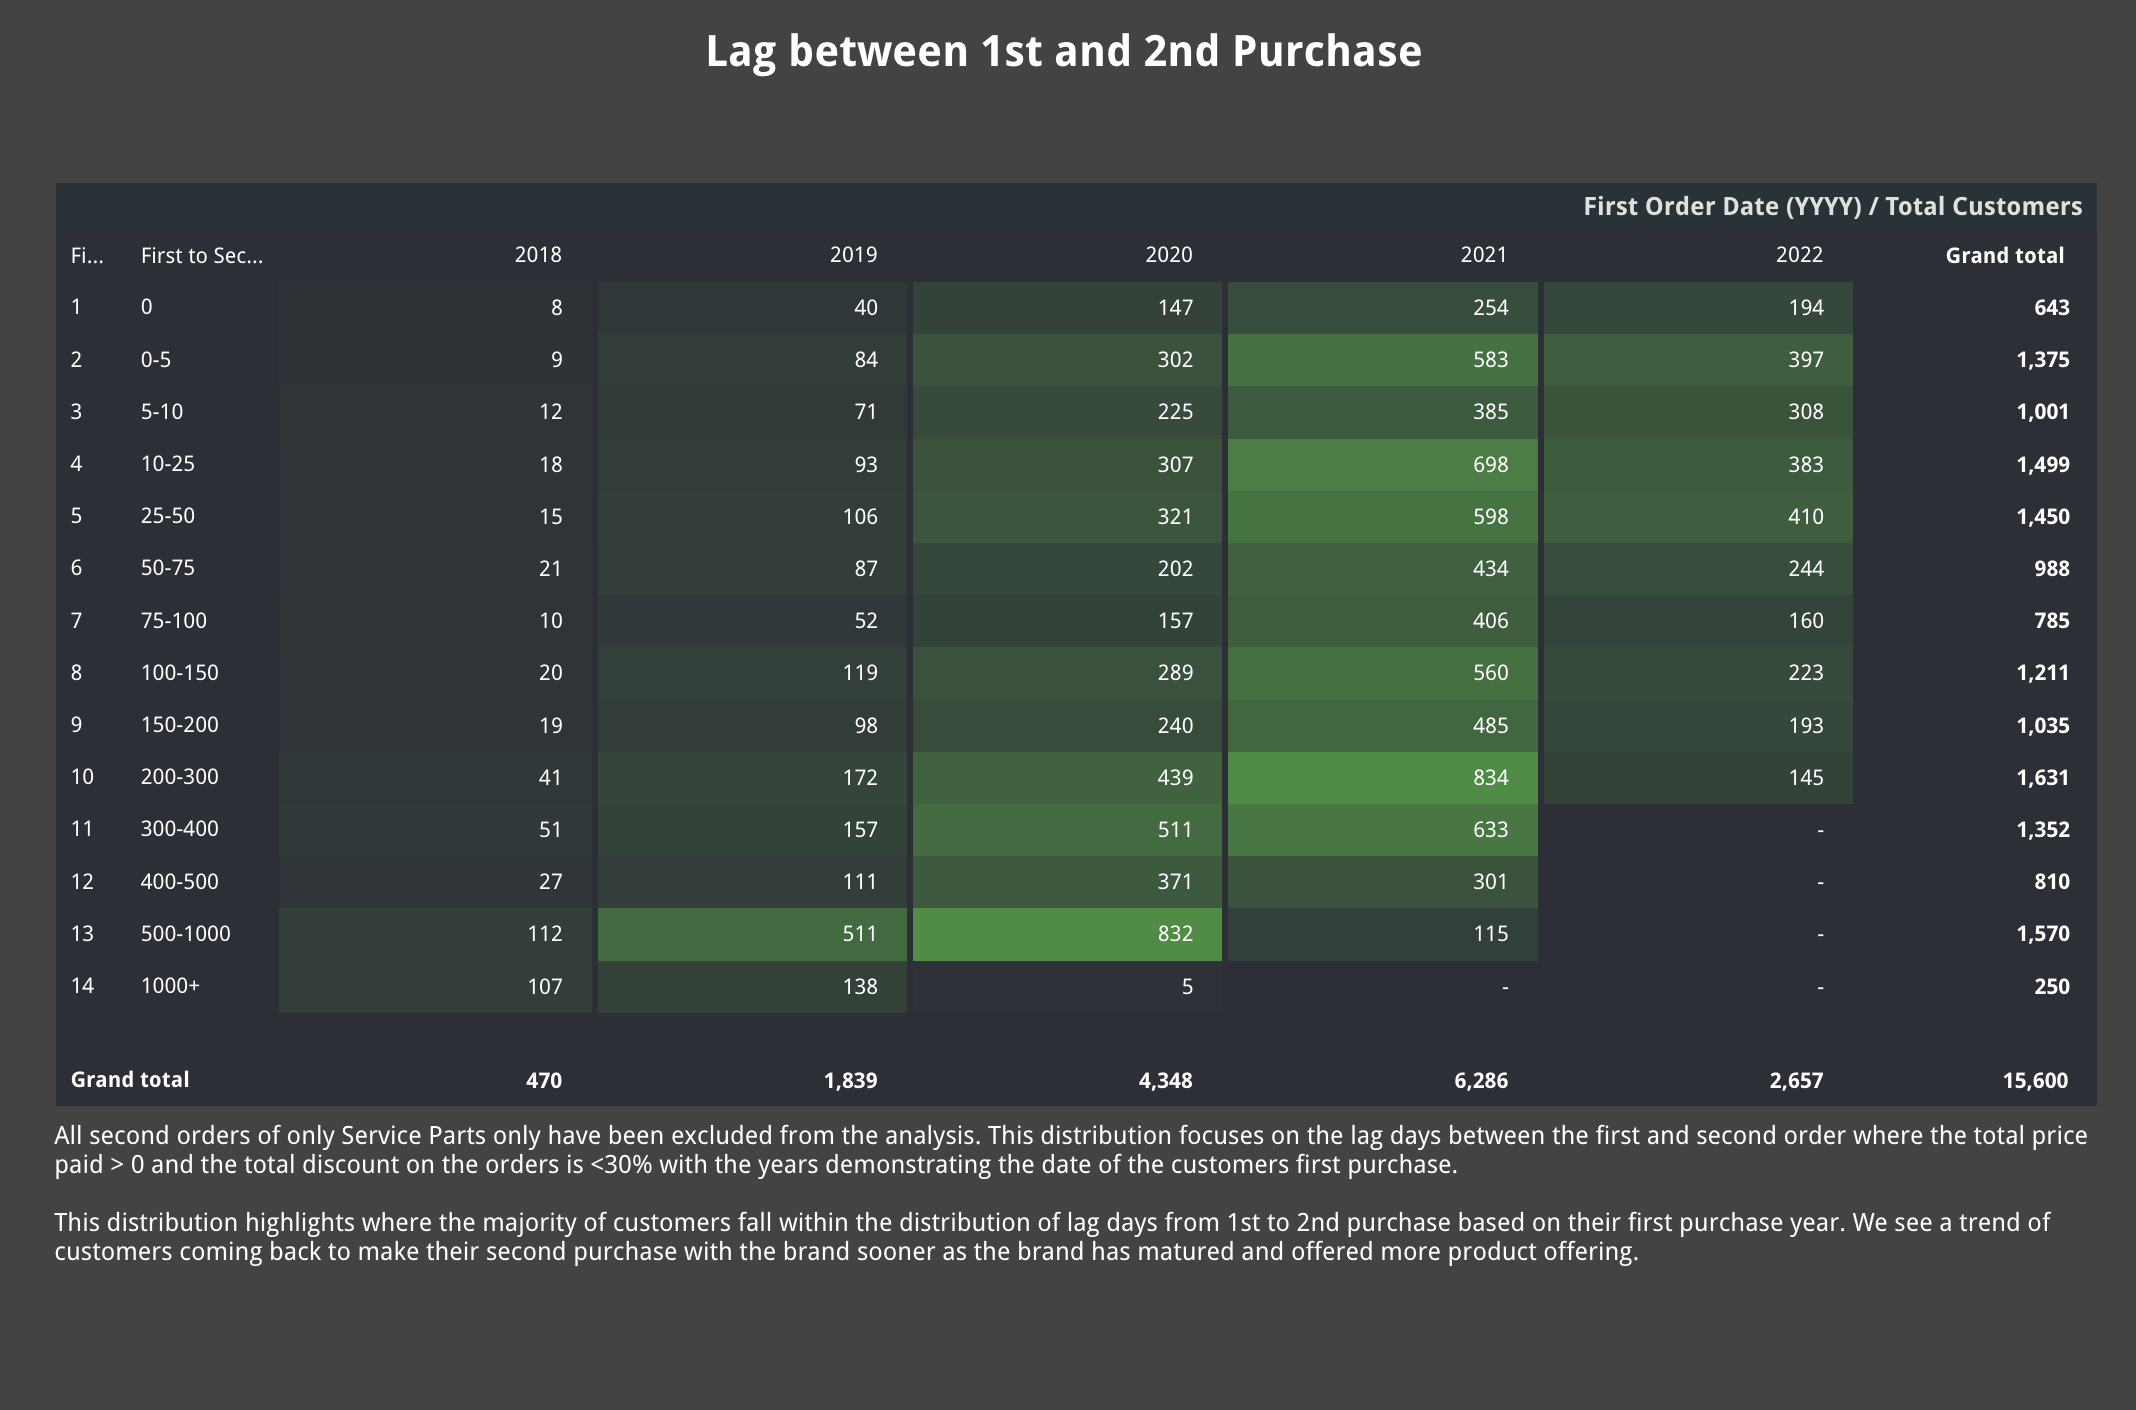 Lag between 1st and 2nd Purchase
First Order Date (YYYY) / Total Customers
Fi... First to Sec... 2018 2019 2020 2021 2022 Grand total
1 0 8 40 147 254 194 643
2 0-5 9 84 302 583 397 1,375
3 5-10 12 71 225 385 308 1,001
4 10-25 18 93 307 698 383 1,499
5 25-50 15 106 321 598 410 1,450
6 50-75 21 87 202 434 244 988
7 75-100 10 52 157 406 160 785
8 100-150 20 119 289 560 223 1,211
9 150-200 19 98 240 485 193 1,035
10 200-300 41 172 439 834 145 1,631
11 300-400 51 157 511 633 - 1,352
12 400-500 27 111 371 301 - 810
13 500-1000 112 511 832 115 - 1,570
14 1000+ 107 138 5 - - 250
Grand total 470 1,839 4,348 6,286 2,657 15,600
All second orders of only Service Parts only have been excluded from the analysis. This distribution focuses on the lag days between the first and second order where the total price
paid > 0 and the total discount on the orders is <30% with the years demonstrating the date of the customers first purchase.
This distribution highlights where the majority of customers fall within the distribution of lag days from 1st to 2nd purchase based on their first purchase year. We see a trend of
customers coming back to make their second purchase with the brand sooner as the brand has matured and offered more product offering.